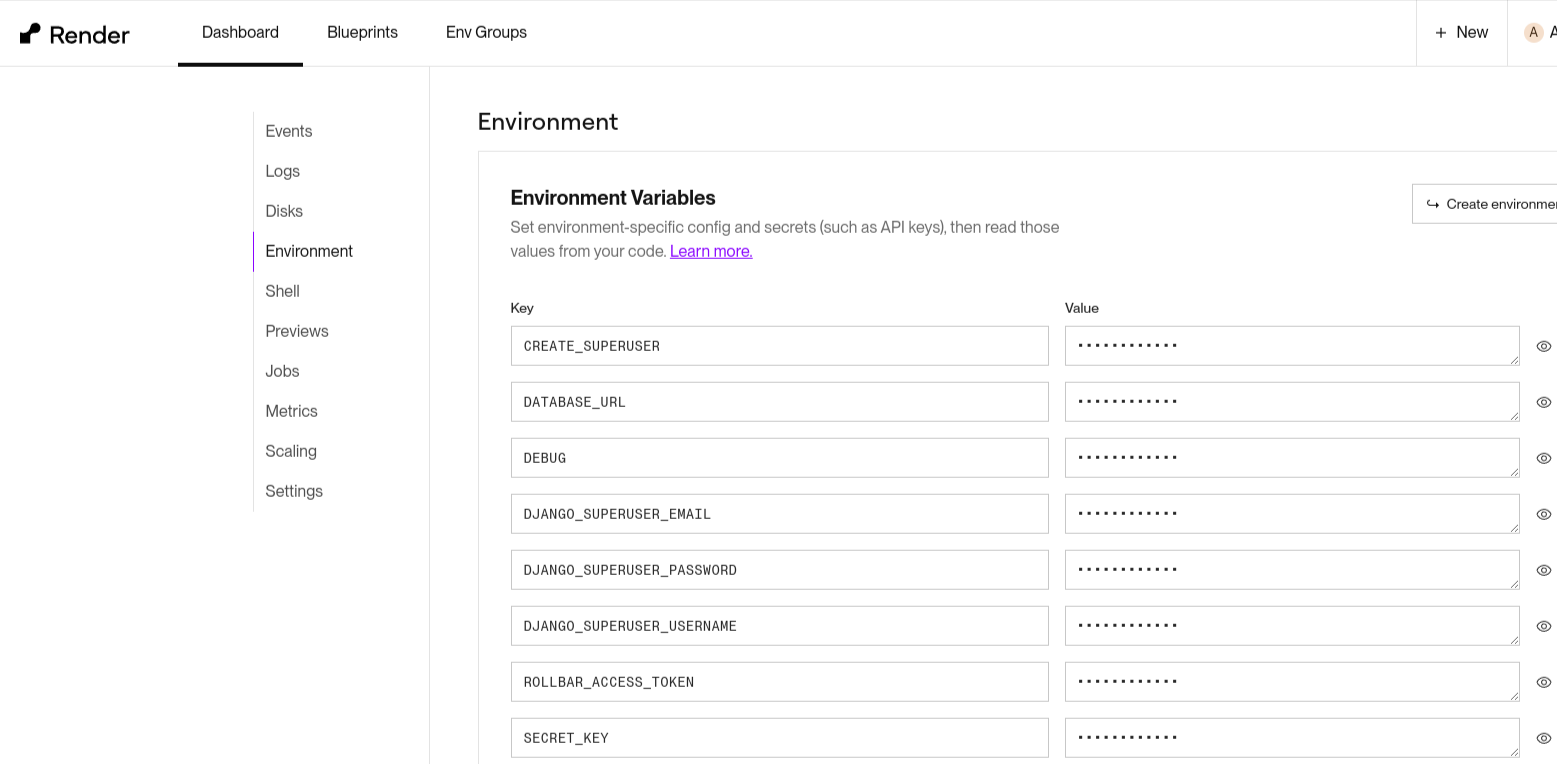 Render
Dashboard
Blueprints
Env Groups
+ New
A
A
Events
Logs
Disks
Environment
Shell
Previews
Jobs
Metrics
Scaling
Settings
Environment
Environment Variables
Set environment-specific config and secrets (such as API keys), then read those
values from your code. Learn more.
Create environme
Key
Value
CREATE_SUPERUSER
••••••••••••
DATABASE_URL
••••••••••••
DEBUG
••••••••••••
DJANGO_SUPERUSER_EMAIL
••••••••••••
DJANGO_SUPERUSER_PASSWORD
••••••••••••
DJANGO_SUPERUSER_USERNAME
••••••••••••
ROLLBAR_ACCESS_TOKEN
••••••••••••
SECRET_KEY
••••••••••••